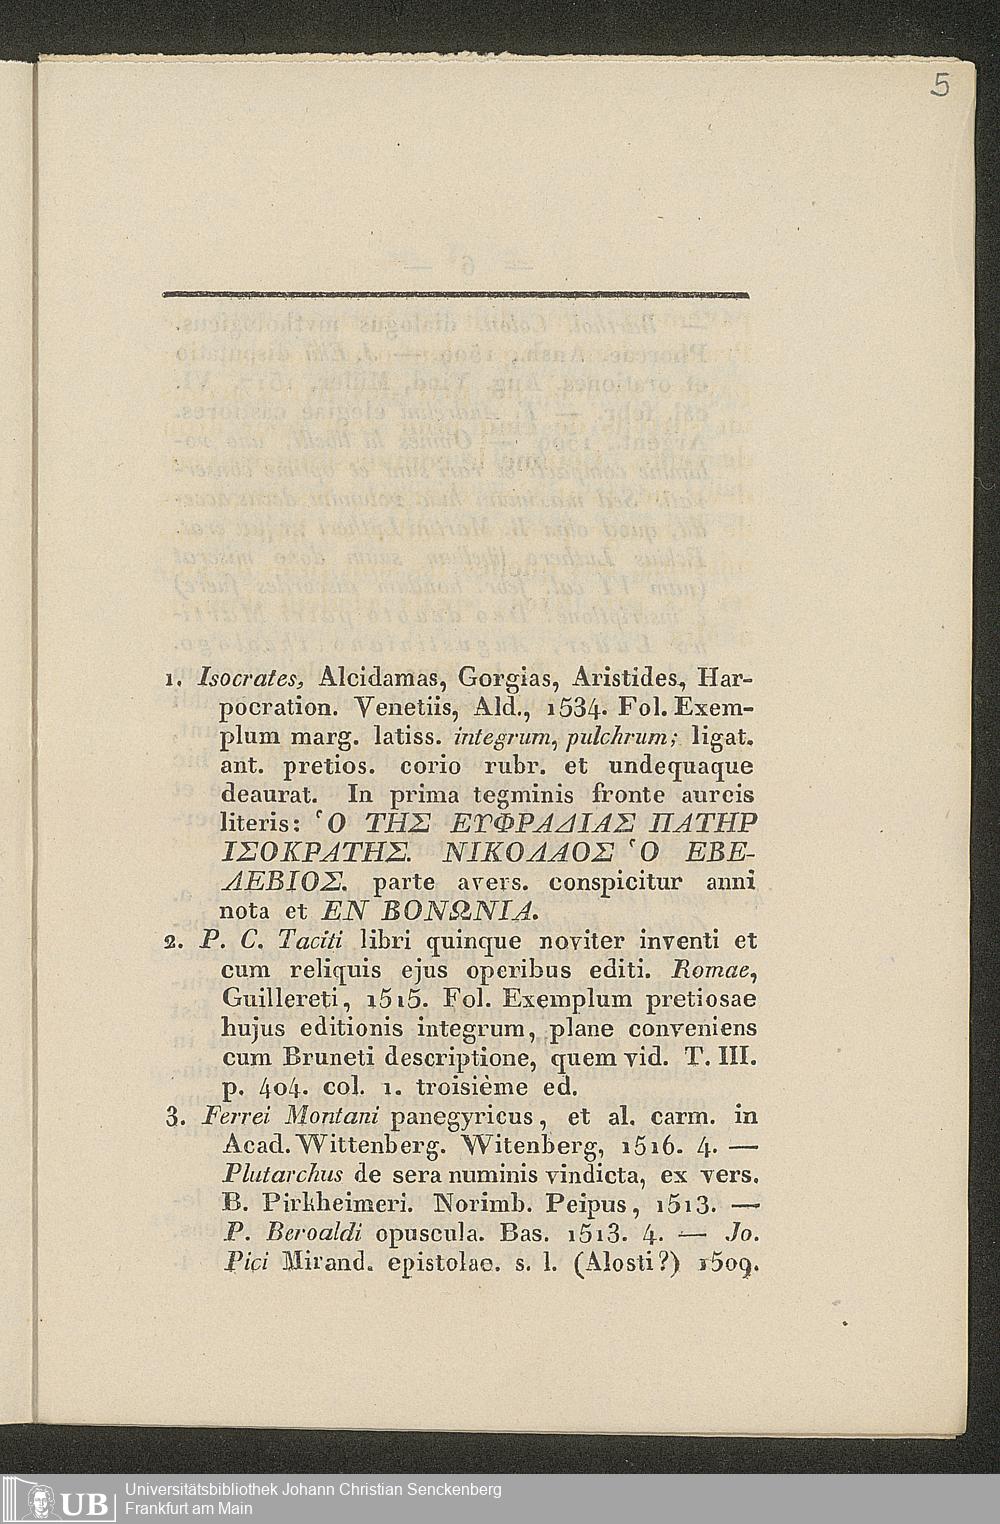 5
1. Isocrates, Alcidamas, Gorgias, Aristides, Har-
pocration. Venetiis, Ald., 1534. Fol. Exem-
plum marg. latiss. integrum, pulchrum; ligat.
ant. pretios. corio rubr. et undequaque
deaurat. In prima tegminis fronte aureis
literis: Ὁ ΤΗΣ ΕΥΦΡΑΔΙΑΣ ΠΑΤΗΡ
ΙΣΟΚΡΑΤΗΣ. ΝΙΚΟΛΑΟΣ Ὁ ΕΒΕ-
ΛΕΒΙΟΣ. parte avers. conspicitur anni
nota et ΕΝ ΒΟΝΩΝΙΑ.
2. P. C. Taciti libri quinque noviter inventi et
cum reliquis ejus operibus editi. Romae,
Guillereti, 1515. Fol. Exemplum pretiosae
hujus editionis integrum, plane conveniens
cum Bruneti descriptione, quem vid. T. III.
p. 404. col. 1. troisième ed.
3. Ferrei Montani panegyricus, et al. carm. in
Acad. Wittenberg. Witenberg, 1516. 4. —
Plutarchus de sera numinis vindicta, ex vers.
B. Pirkheimeri. Norimb. Peipus, 1513. —
P. Beroaldi opuscula. Bas. 1513. 4. — Jo.
Pici Mirand. epistolae. s. l. (Alosti?) 1509.
UB
Universitätsbibliothek Johann Christian Senckenberg
Frankfurt am Main